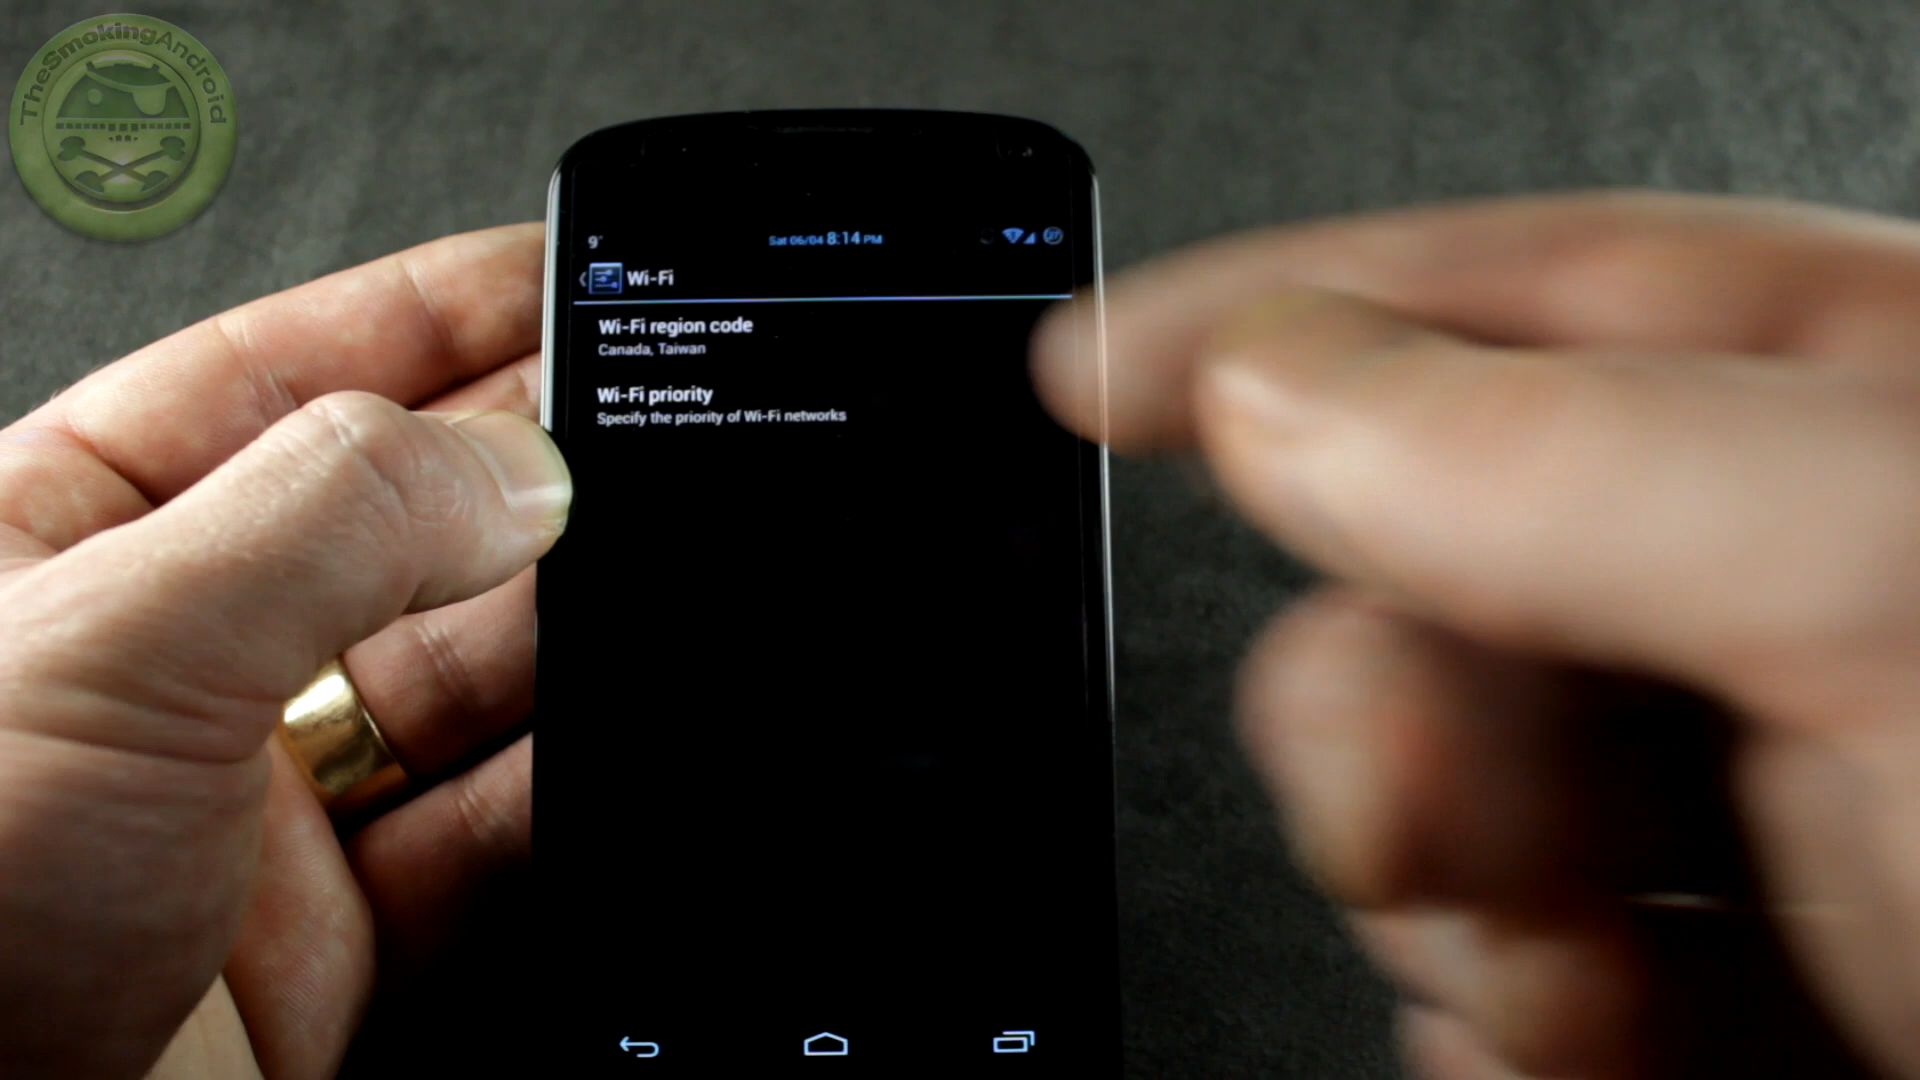 TheSmokingAndroid
9°
Sat 06/04 8:14 PM
Wi-Fi
Wi-Fi region code
Canada, Taiwan
Wi-Fi priority
Specify the priority of Wi-Fi networks